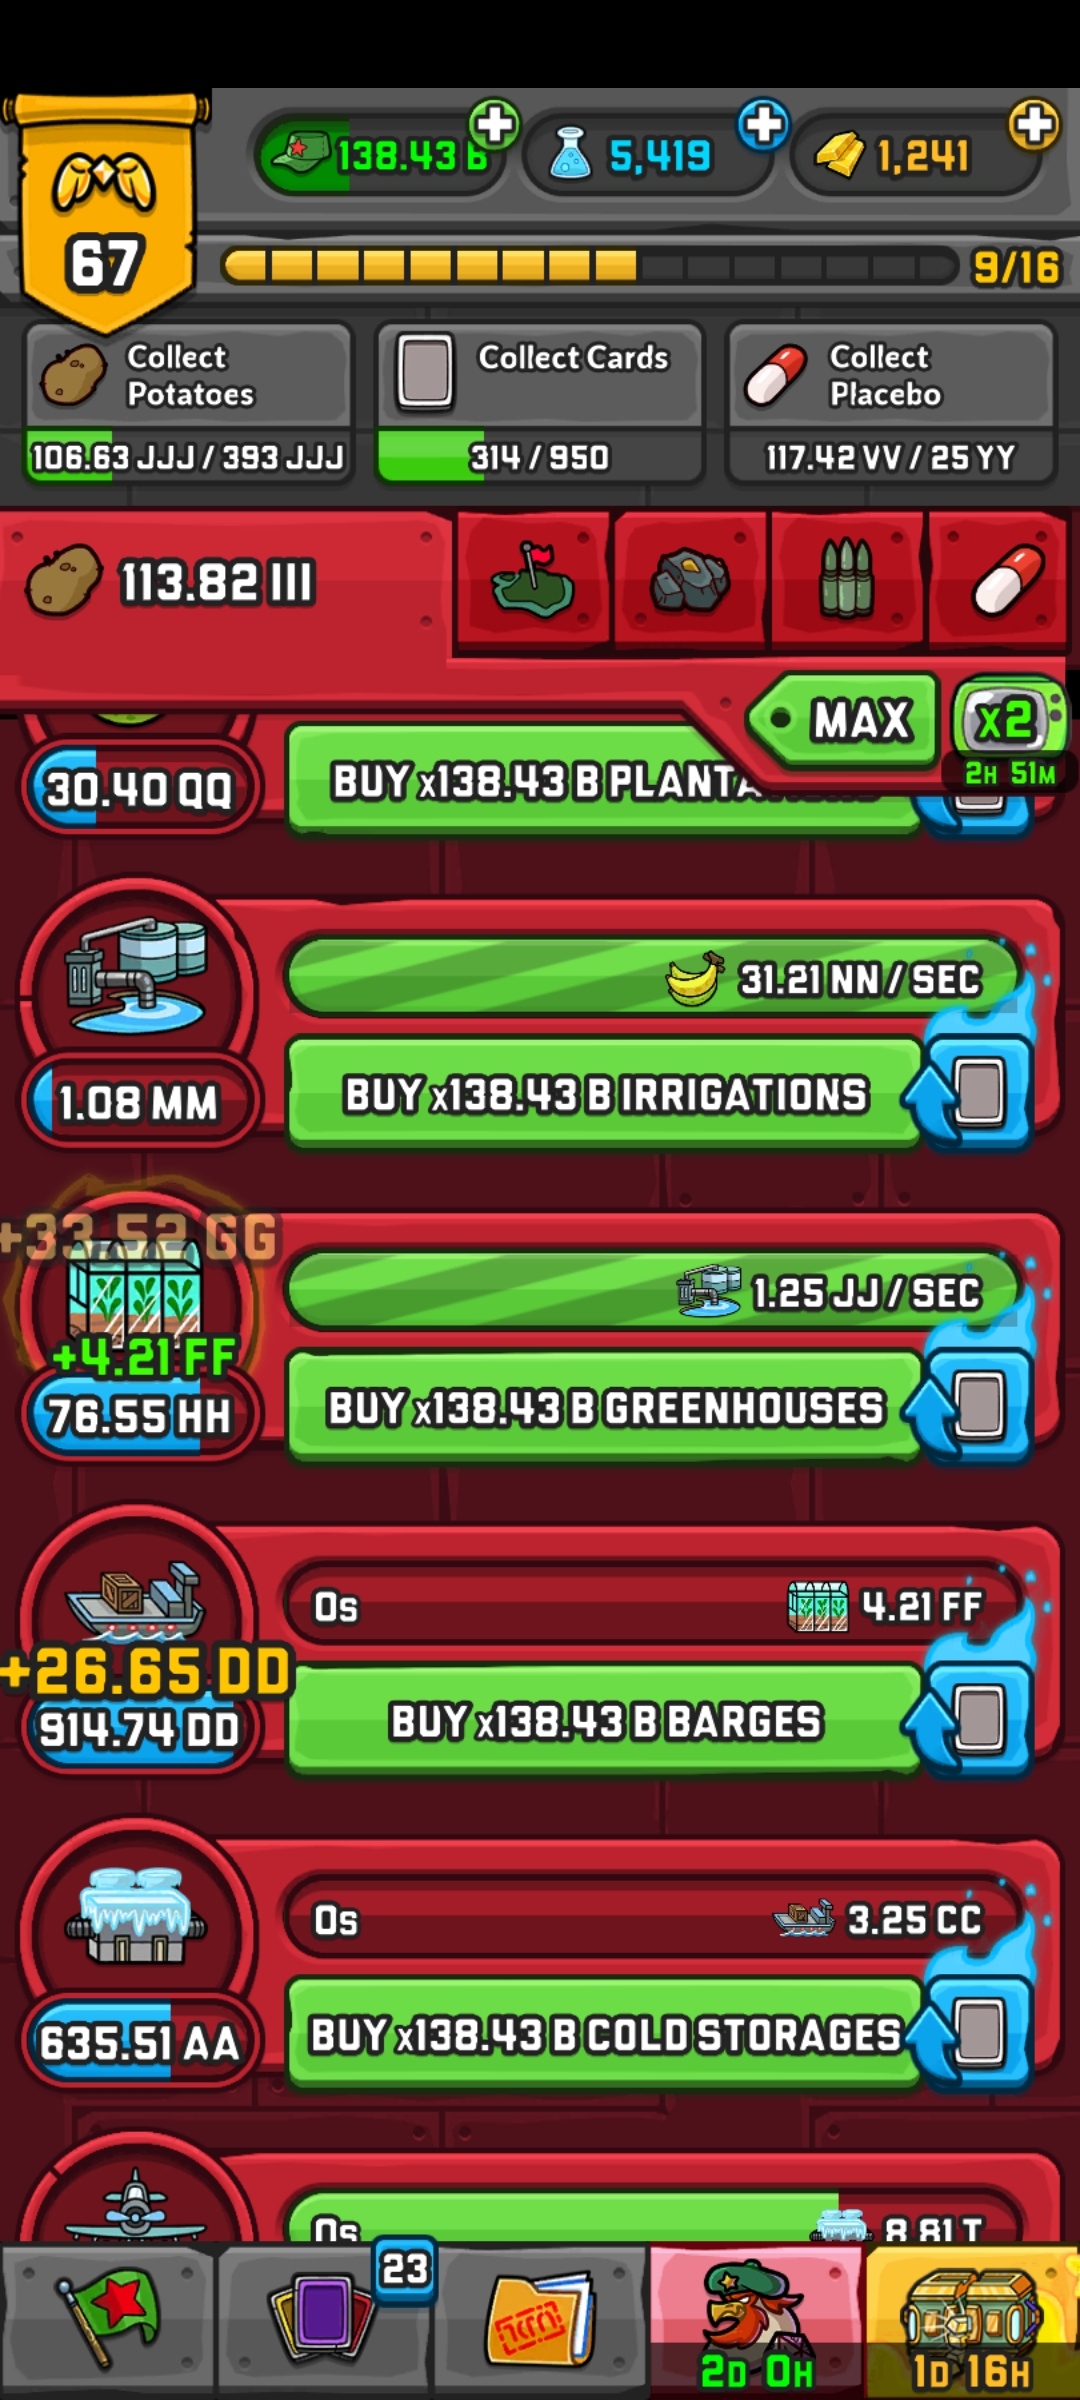 138.43 B
5,419
1,241
67
9/16
Collect Potatoes
106.63 JJJ / 393 JJJ
Collect Cards
314 / 950
Collect Placebo
117.42 VV / 25 YY
113.82 III
MAX
x2
2H 51M
30.40 QQ
BUY x138.43 B
31.21 NN / SEC
1.08 MM
BUY x138.43 B IRRIGATIONS
+33.52 GG
1.25 JJ / SEC
+4.21 FF
76.55 HH
BUY x138.43 B GREENHOUSES
0s
4.21 FF
+26.65 DD
914.74 DD
BUY x138.43 B BARGES
0s
3.25 CC
635.51 AA
BUY x138.43 B COLD STORAGES
0s
8.81 T
23
2D 0H
1D 16H